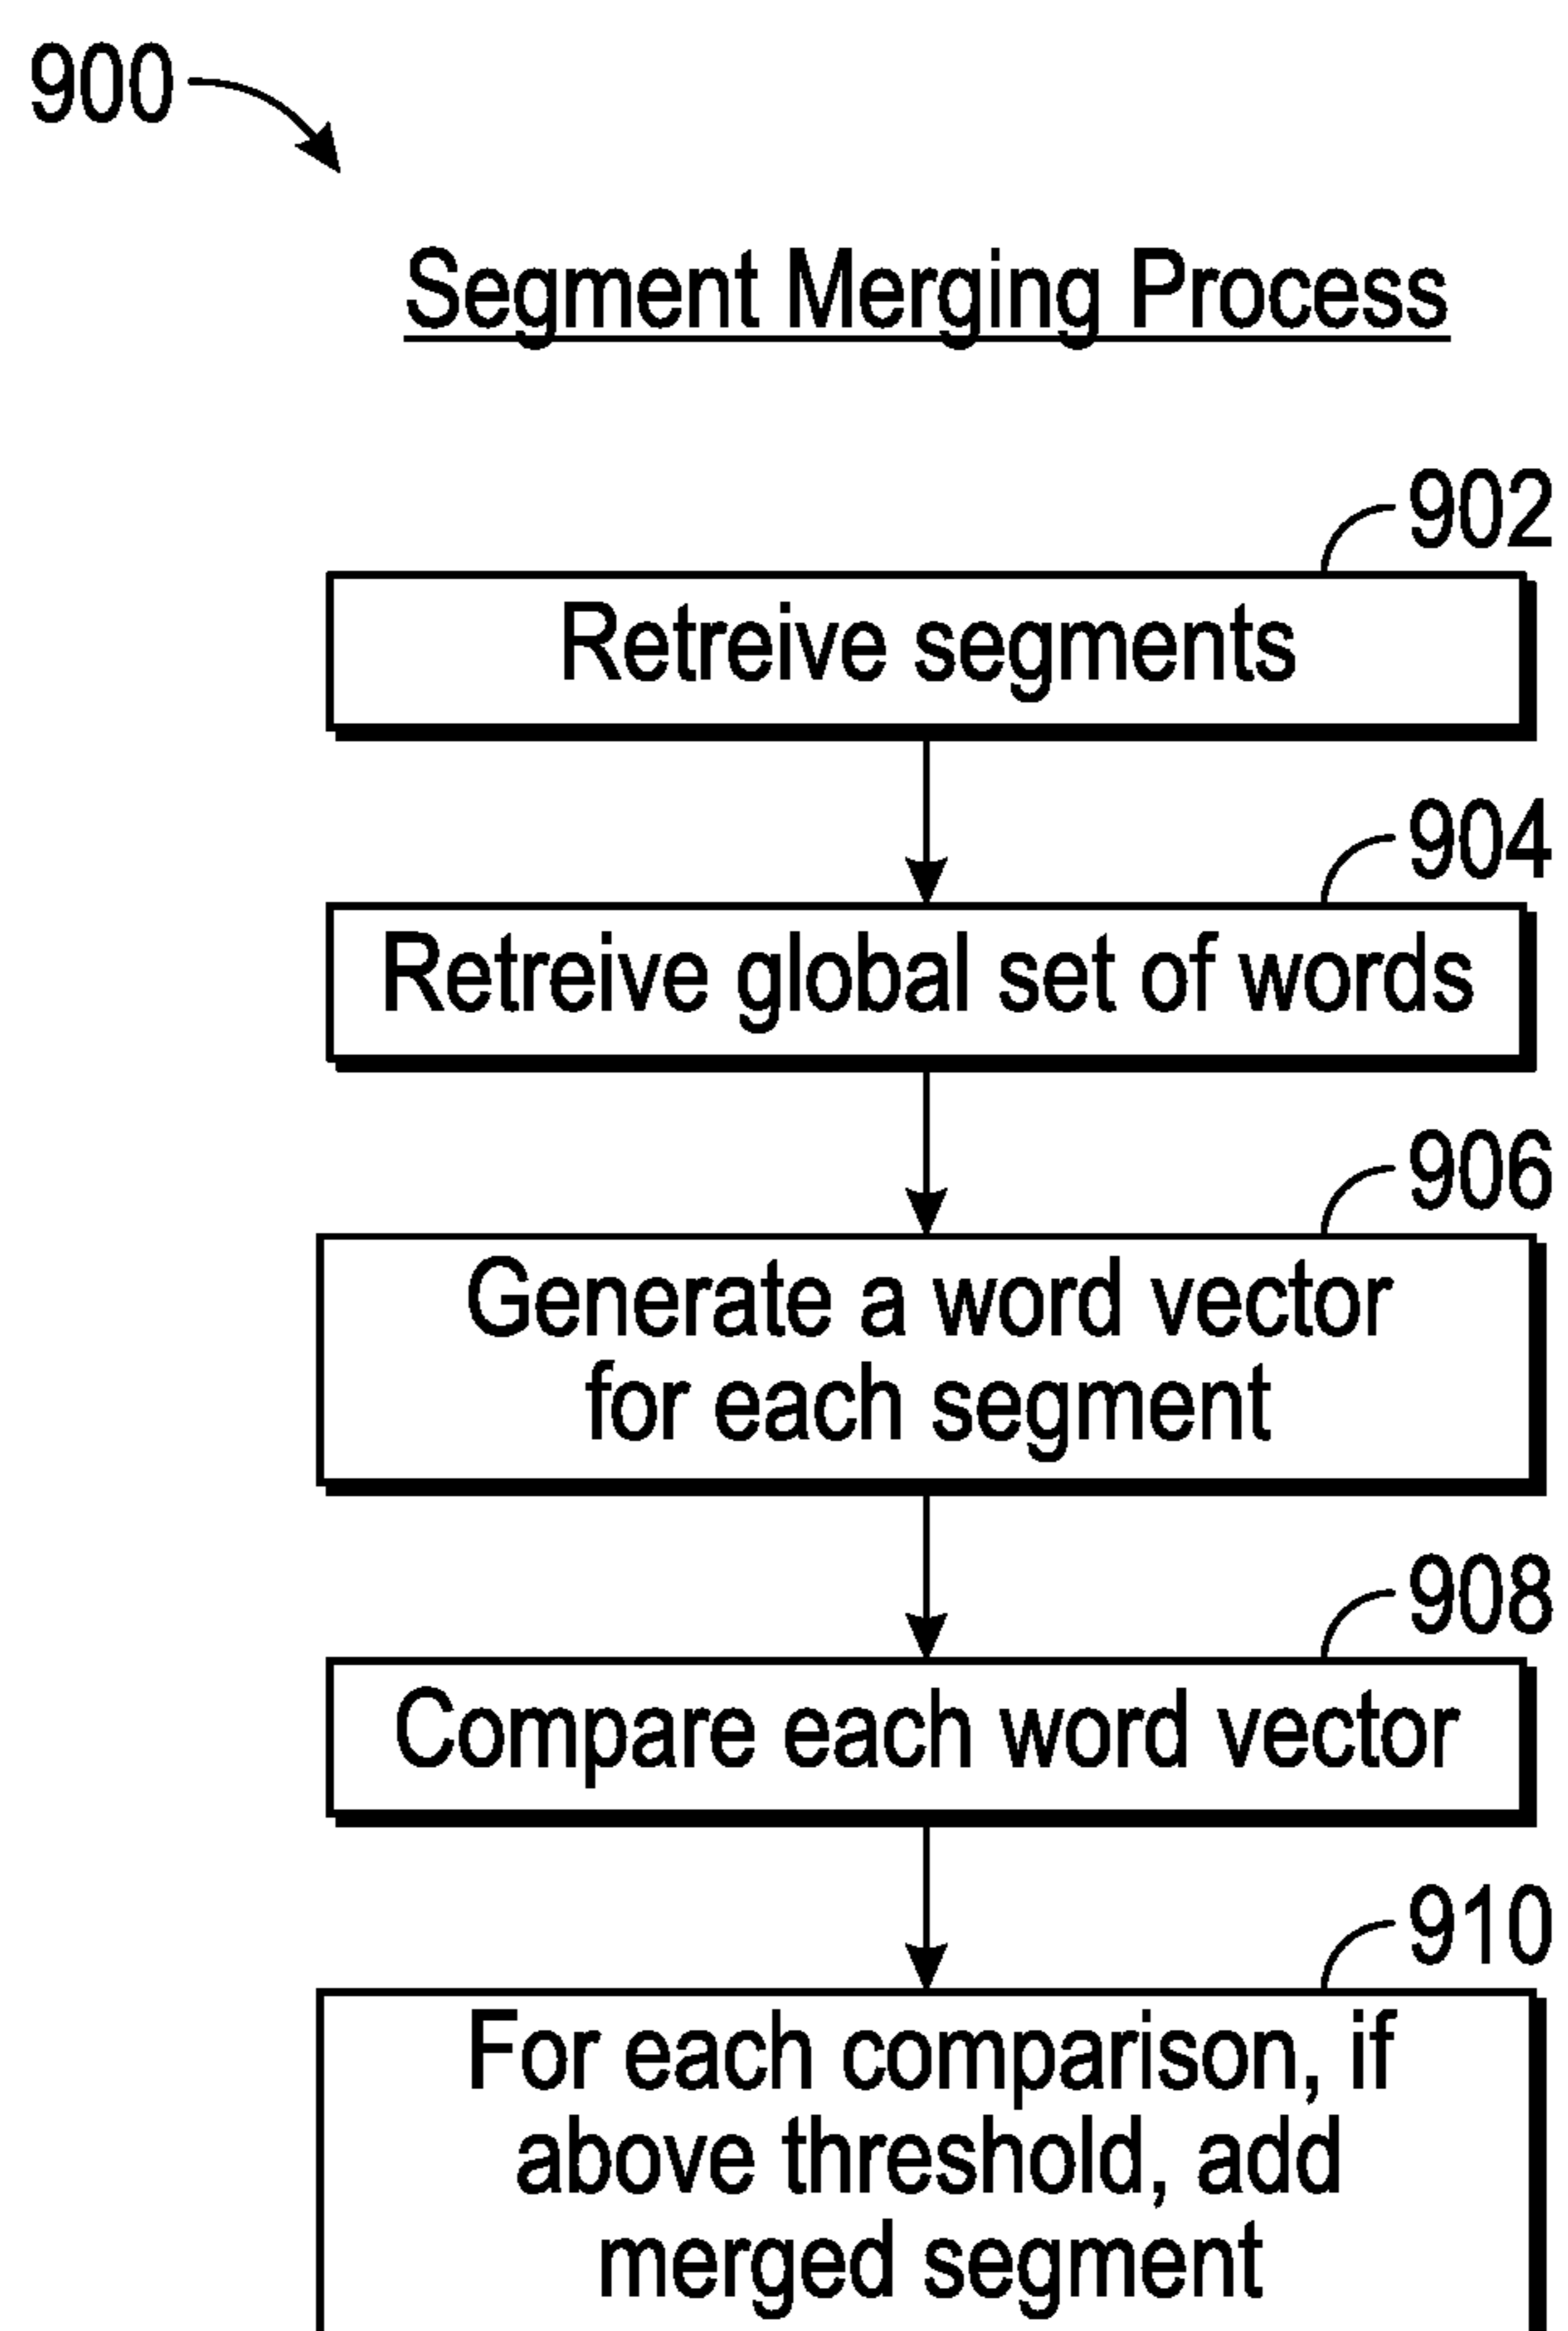 900
Segment Merging Process
902
Retreive segments
904
Retreive global set of words
906
Generate a word vector
for each segment
908
Compare each word vector
910
For each comparison, if
above threshold, add
merged segment